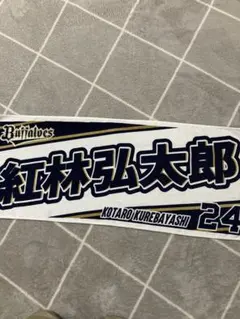 Buffaloes
紅林弘太郎
KOTARO KUREBAYASHI
24